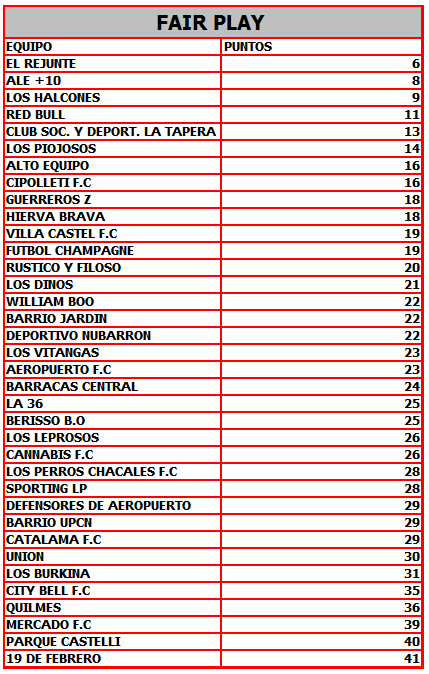 FAIR PLAY
EQUIPO PUNTOS
EL REJUNTE 6
ALE +10 8
LOS HALCONES 9
RED BULL 11
CLUB SOC. Y DEPORT. LA TAPERA 13
LOS PIOJOSOS 14
ALTO EQUIPO 16
CIPOLLETI F.C 16
GUERREROS Z 18
HIERVA BRAVA 18
VILLA CASTEL F.C 19
FUTBOL CHAMPAGNE 19
RUSTICO Y FILOSO 20
LOS DINOS 21
WILLIAM BOO 22
BARRIO JARDIN 22
DEPORTIVO NUBARRON 22
LOS VITANGAS 23
AEROPUERTO F.C 23
BARRACAS CENTRAL 24
LA 36 25
BERISSO B.O 25
LOS LEPROSOS 26
CANNABIS F.C 26
LOS PERROS CHACALES F.C 28
SPORTING LP 28
DEFENSORES DE AEROPUERTO 29
BARRIO UPCN 29
CATALAMA F.C 29
UNION 30
LOS BURKINA 31
CITY BELL F.C 35
QUILMES 36
MERCADO F.C 39
PARQUE CASTELLI 40
19 DE FEBRERO 41